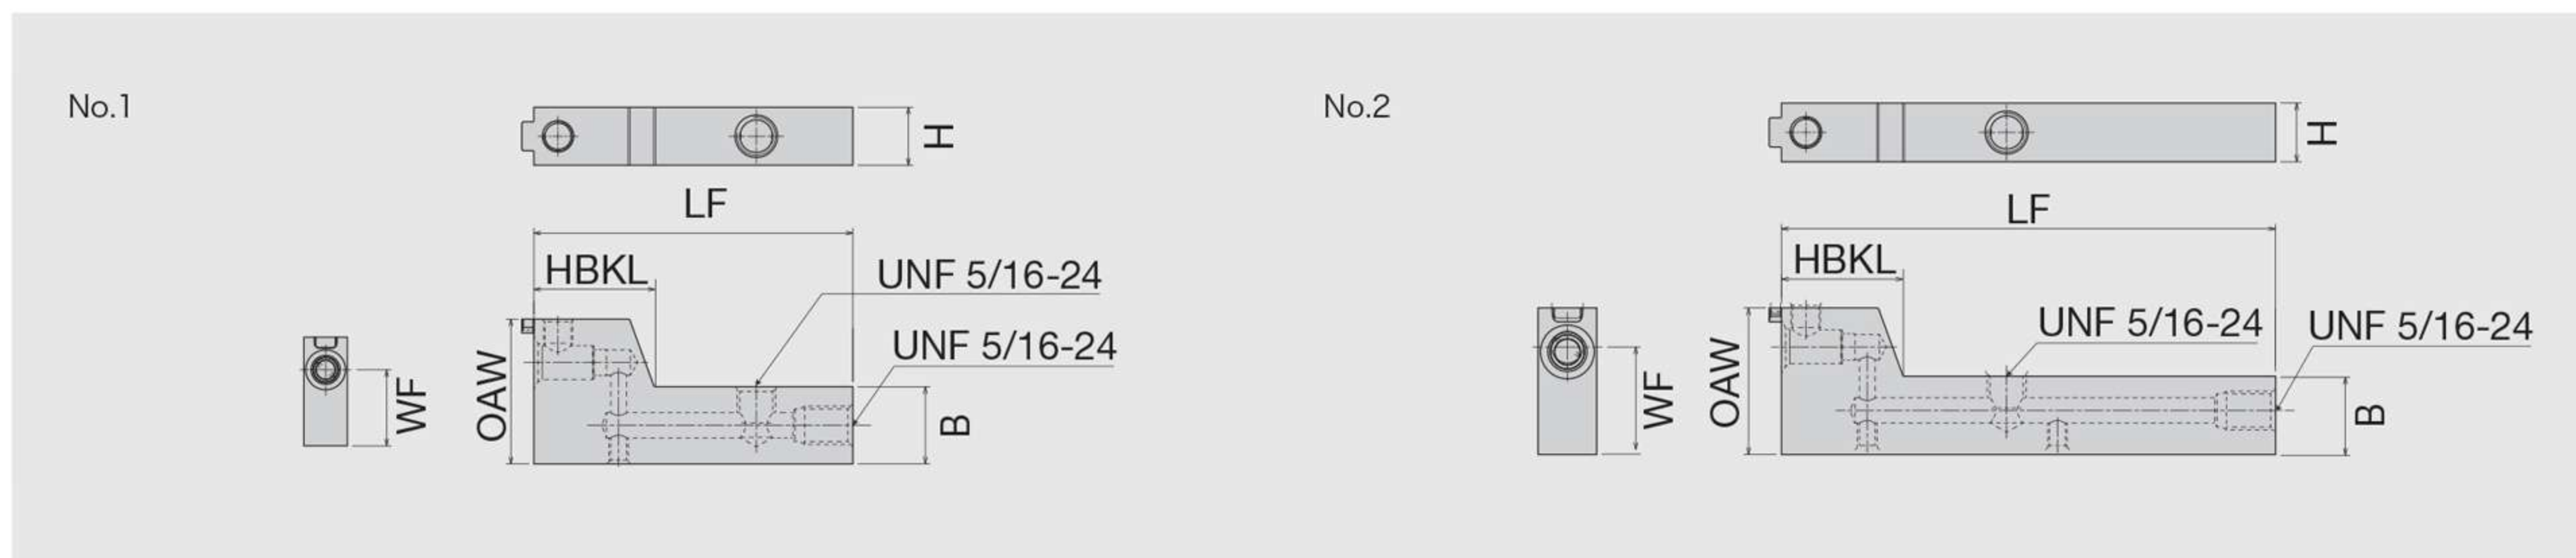 No.1
H
LF
HBKL
UNF 5/16-24
UNF 5/16-24
OAW
WF
B
No.2
H
LF
HBKL
UNF 5/16-24
UNF 5/16-24
OAW
WF
B